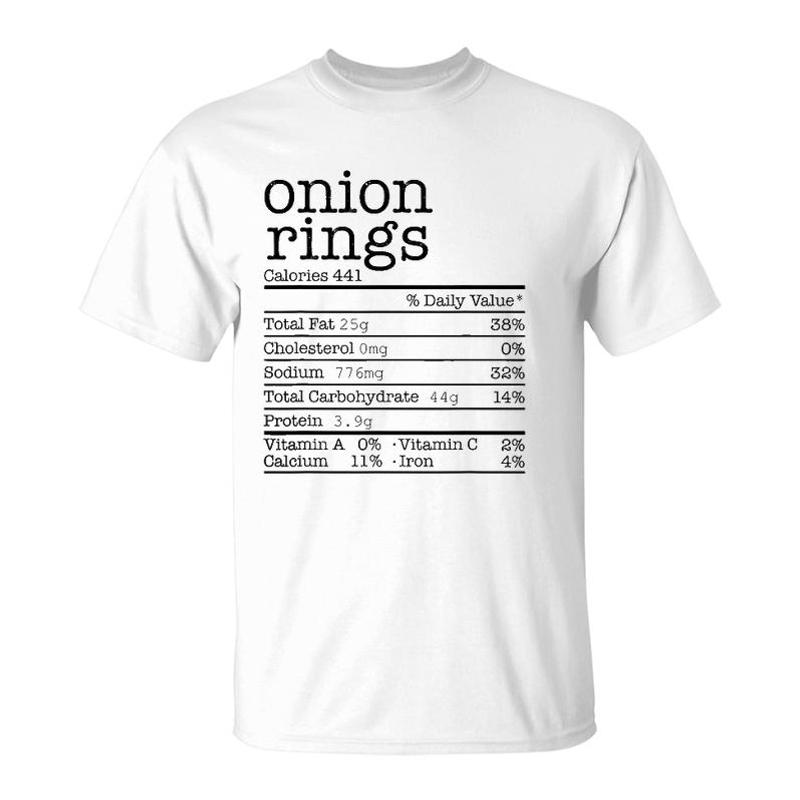 onion
rings
Calories 441
% Daily Value*
Total Fat 25g 38%
Cholesterol 0mg 0%
Sodium 776mg 32%
Total Carbohydrate 44g 14%
Protein 3.9g
Vitamin A 0% ·Vitamin C 2%
Calcium 11% ·Iron 4%